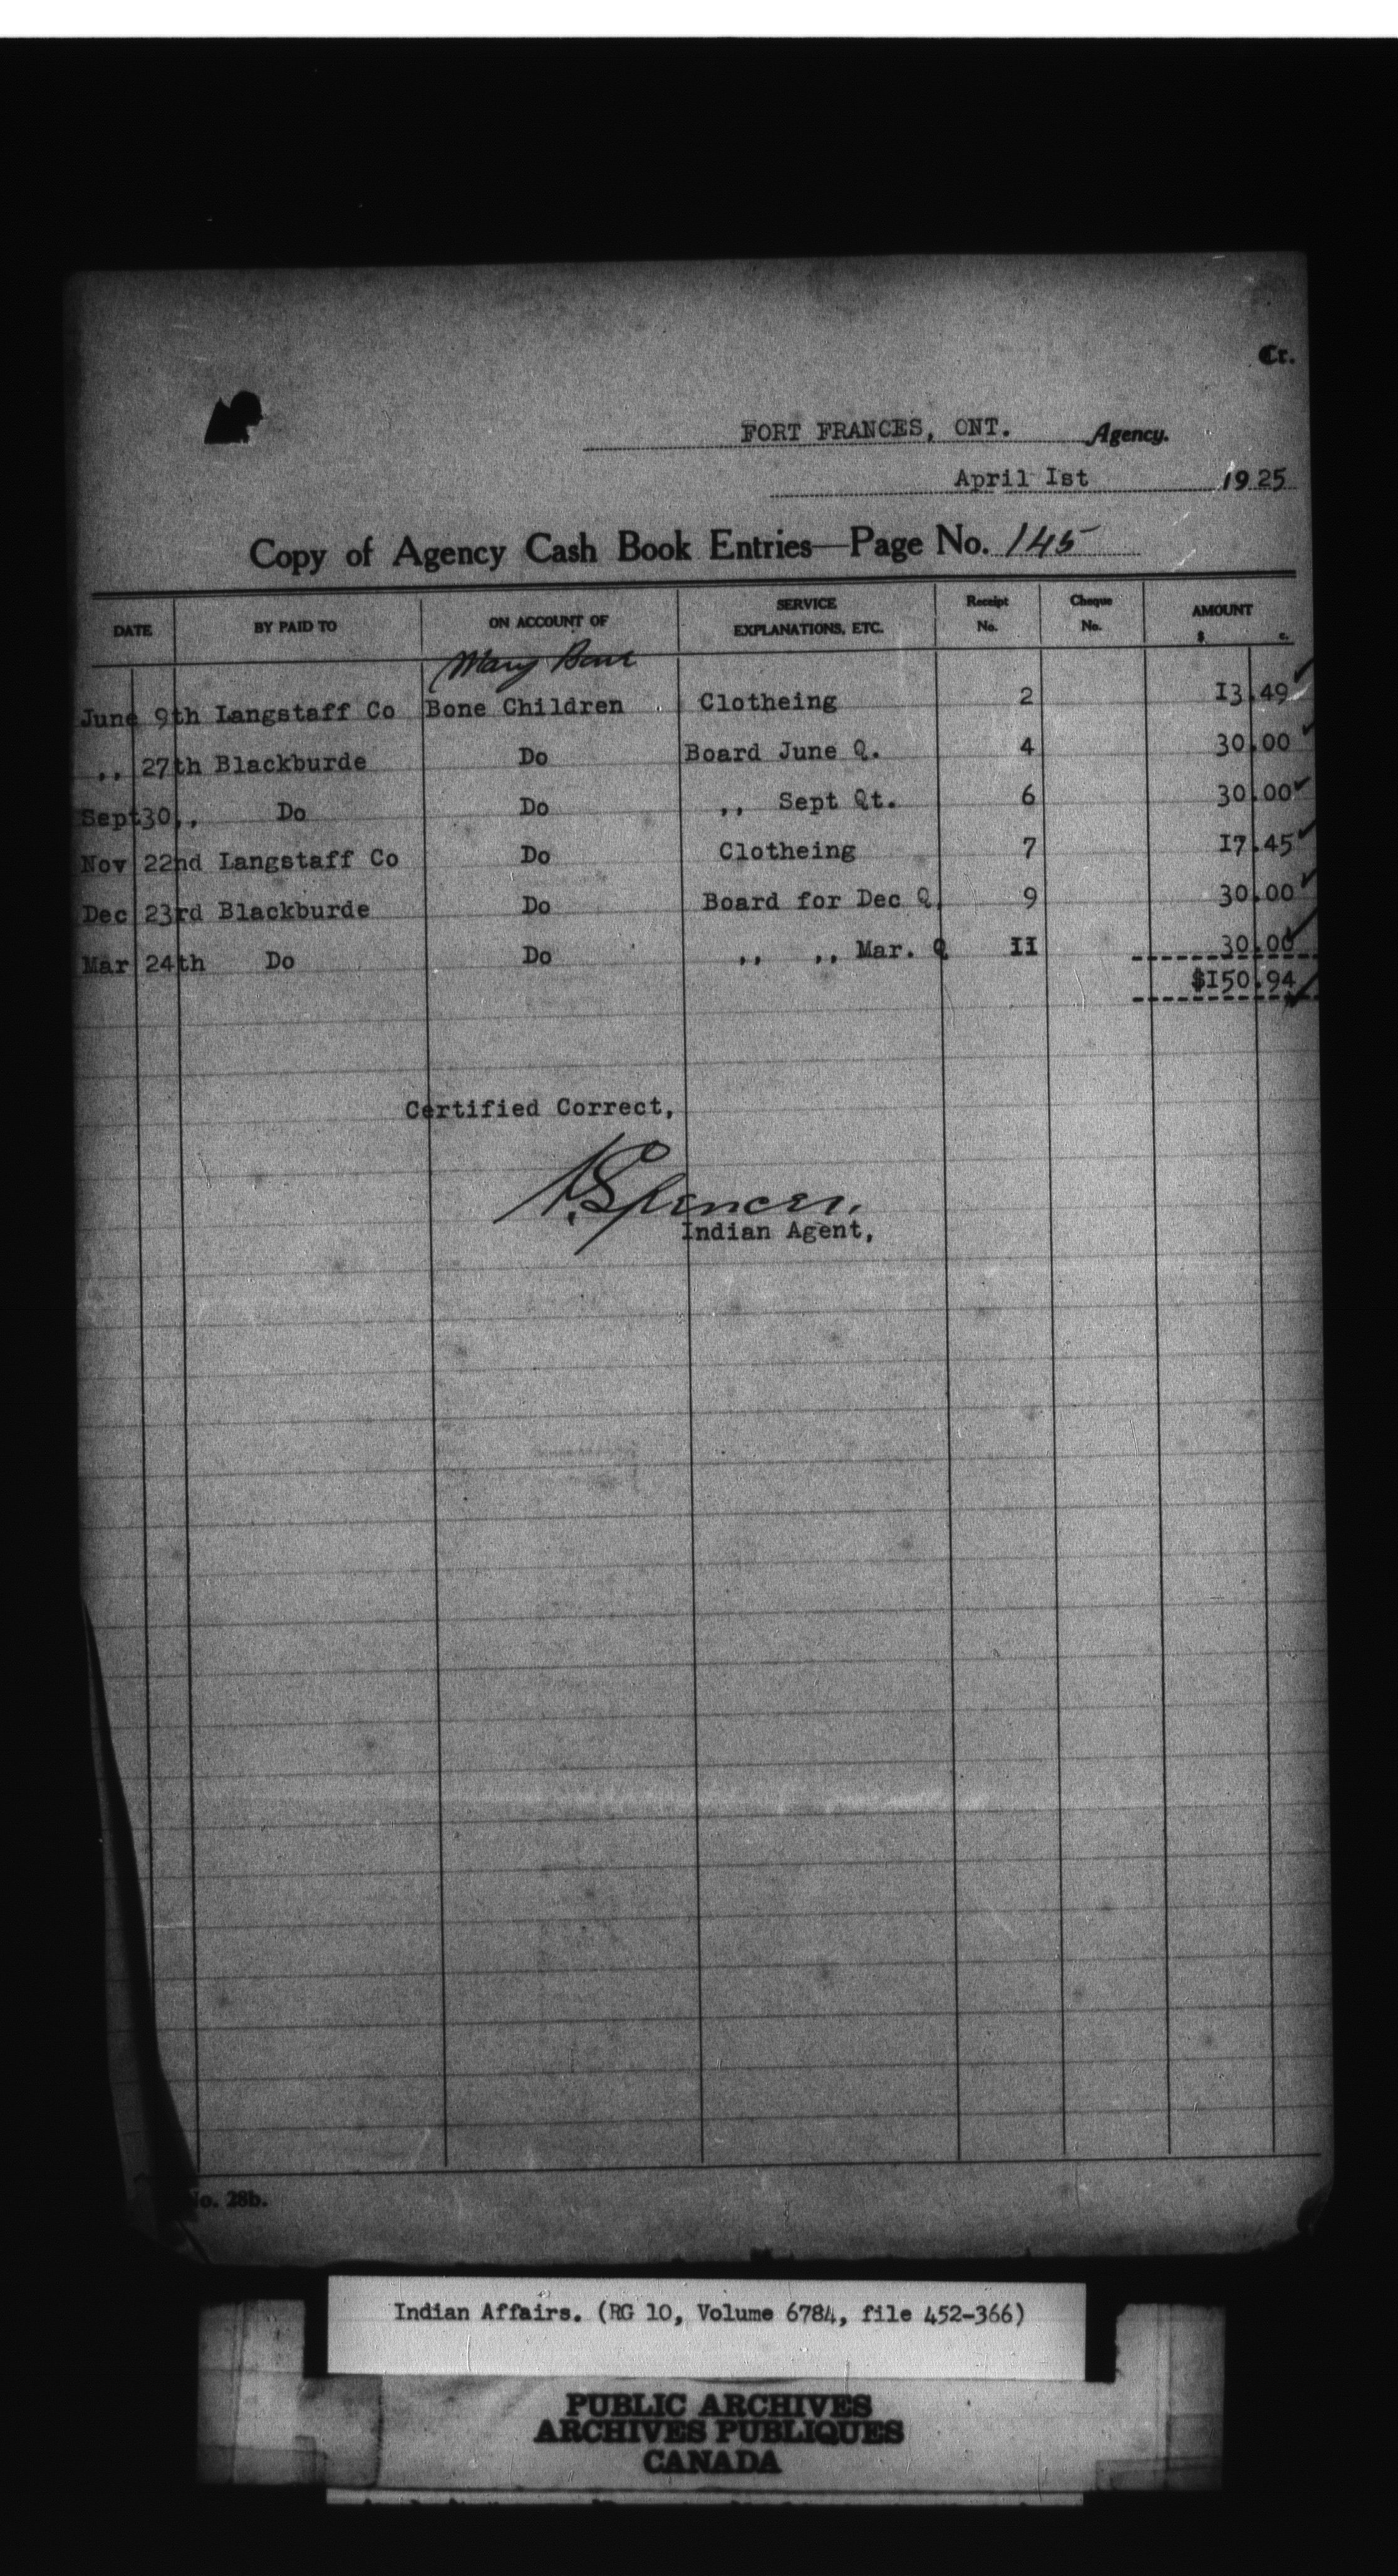 Cr.
FORT FRANCES, ONT. Agency.
April Ist 1925
Copy of Agency Cash Book Entries—Page No. 145
DATE BY PAID TO ON ACCOUNT OF SERVICE EXPLANATIONS, ETC. Receipt No. Cheque No. AMOUNT $ c.
Mary Bone
June 9th Langstaff Co Bone Children Clotheing 2 13.49
,, 27th Blackburde Do Board June Q. 4 30.00
Sept 30,, Do Do ,, Sept Qt. 6 30.00
Nov 22nd Langstaff Co Do Clotheing 7 I7.45
Dec 23rd Blackburde Do Board for Dec Q. 9 30.00
Mar 24th Do Do ,, ,, Mar. Q II 30.00
$I50.94
Certified Correct,
Spencer.
Indian Agent,
No. 28b.
Indian Affairs. (RG 10, Volume 6784, file 452-366)
PUBLIC ARCHIVES
ARCHIVES PUBLIQUES
CANADA